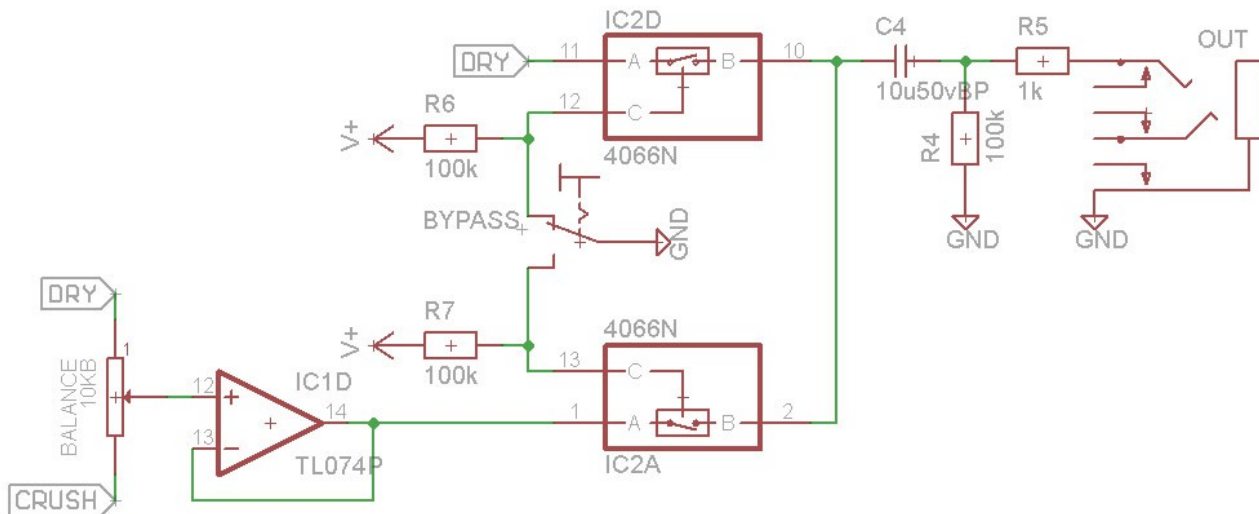 IC2D
DRY
11
A
B
10
12
C
4066N
R6
V+
100k
C4
10u50vBP
R5
1k
OUT
R4
100k
GND
GND
BYPASS
GND
R7
V+
100k
4066N
13
C
1
A
B
2
IC2A
DRY
1
BALANCE
10KB
12
+
13
-
IC1D
14
TL074P
CRUSH